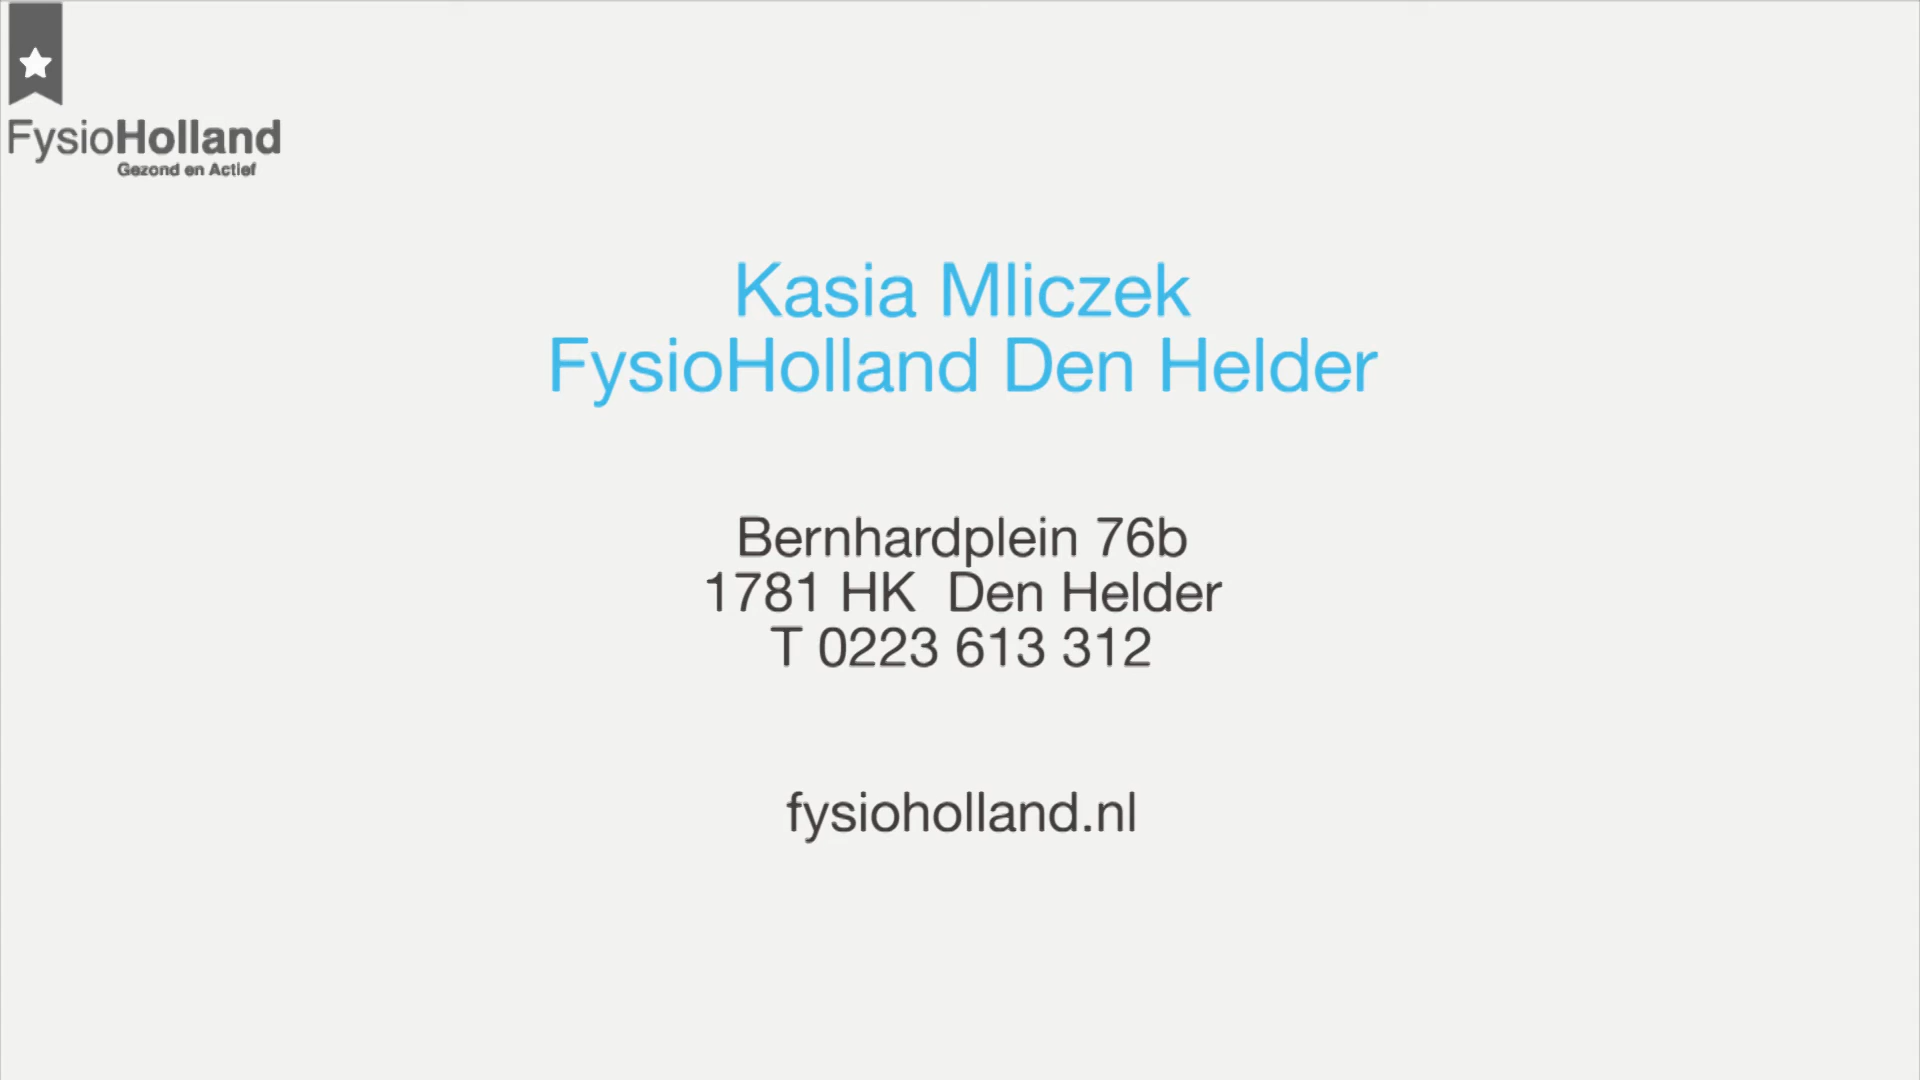 FysioHolland
Gezond en Actief
Kasia Mliczek
FysioHolland Den Helder
Bernhardplein 76b
1781 HK  Den Helder
T 0223 613 312
fysioholland.nl